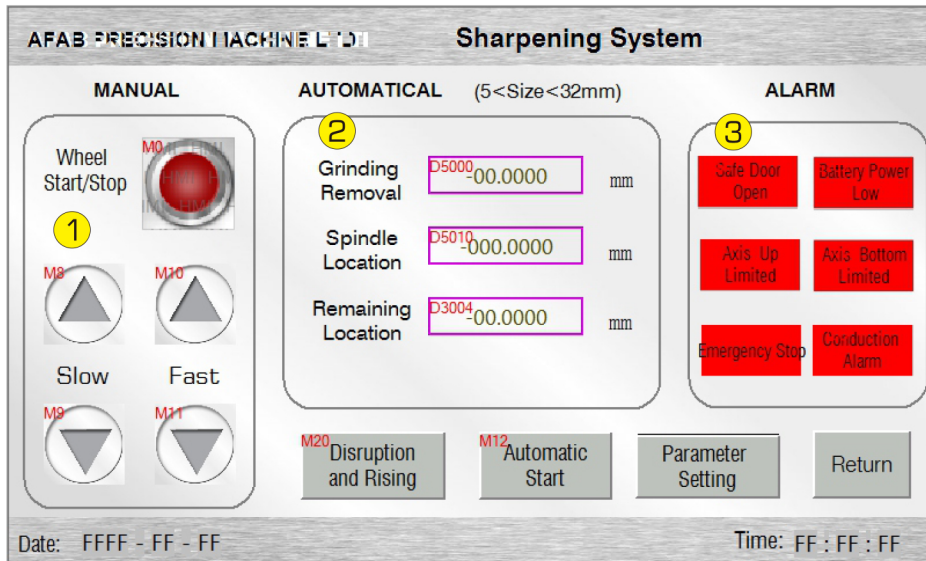 AFAB PRECISION MACHINE LTD.
Sharpening System
MANUAL
AUTOMATICAL (5<Size<32mm)
ALARM
1
Wheel
Start/Stop
M0
M8
M10
Slow
Fast
M9
M11
2
Grinding
Removal
D5000
-00.0000
mm
Spindle
Location
D5010
-000.0000
mm
Remaining
Location
D3004
-00.0000
mm
3
Safe Door
Open
Battery Power
Low
Axis Up
Limited
Axis Bottom
Limited
Emergency Stop
Conduction
Alarm
M20
Disruption
and Rising
M12
Automatic
Start
Parameter
Setting
Return
Date: FFFF - FF - FF
Time: FF : FF : FF